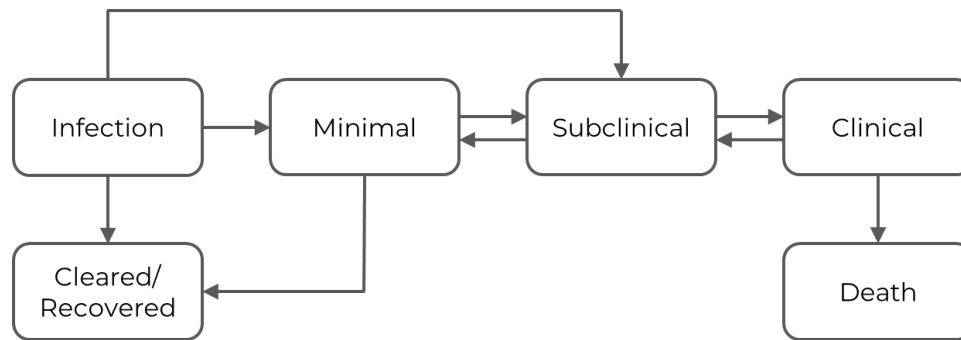 Infection
Minimal
Subclinical
Clinical
Cleared/
Recovered
Death